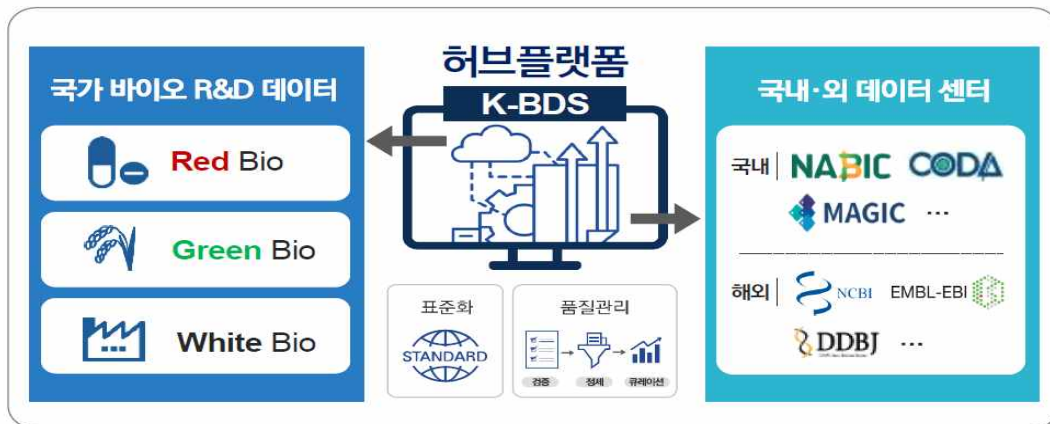 국가 바이오 R&D 데이터
Red Bio
Green Bio
White Bio
허브플랫폼
K-BDS
표준화
STANDARD
품질관리
검증
정제
큐레이션
국내·외 데이터 센터
국내
NABIC
CODA
MAGIC
...
해외
NCBI
EMBL-EBI
DDBJ
...